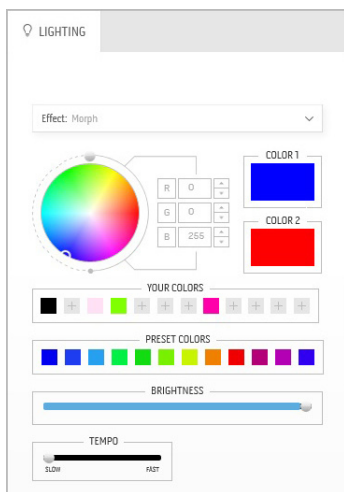 LIGHTING
Effect: Morph
COLOR 1
R 0
G 0
B 255
COLOR 2
YOUR COLORS
PRESET COLORS
BRIGHTNESS
TEMPO
SLOW FAST